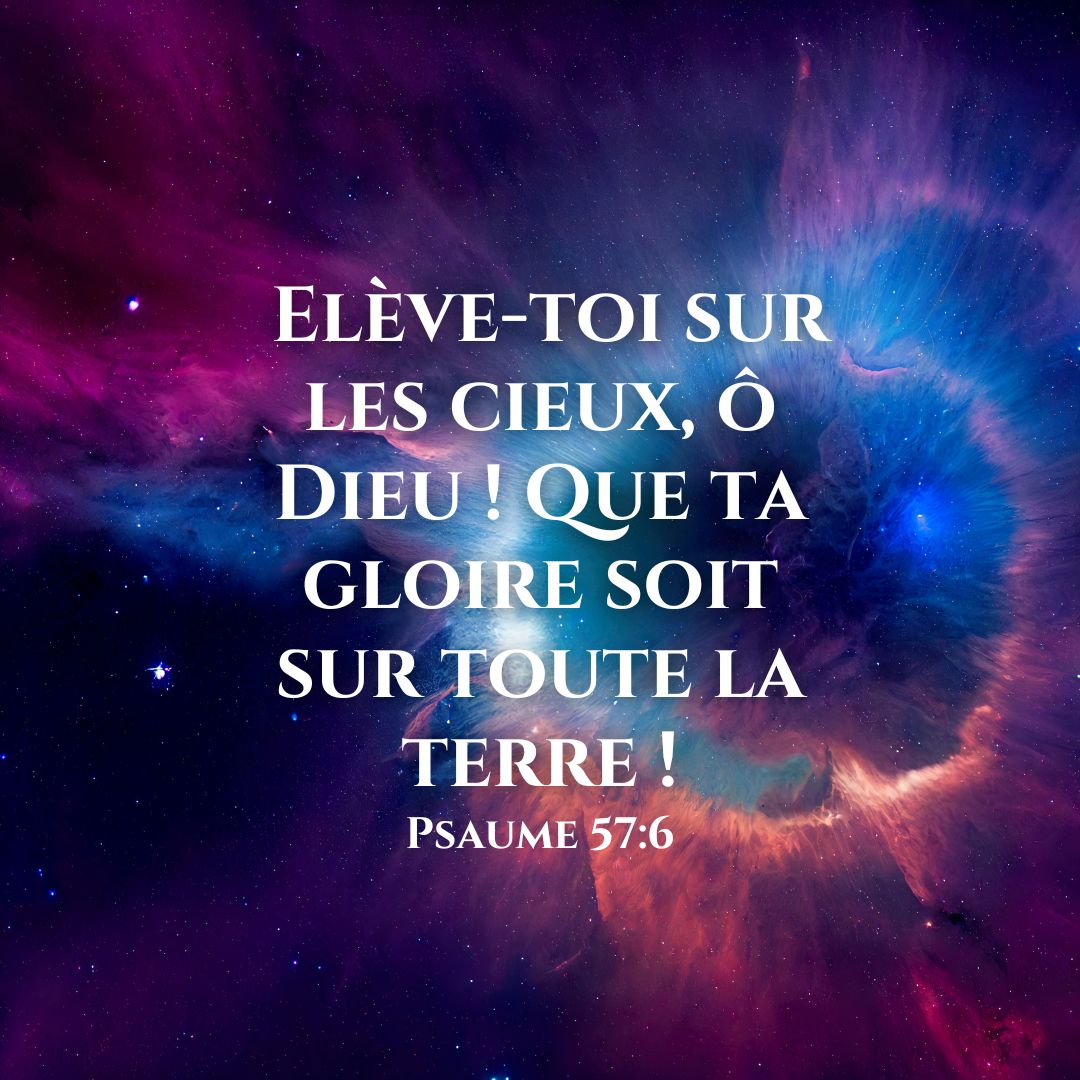 Elève-toi sur
les cieux, ô
Dieu ! Que ta
gloire soit
sur toute la
terre !
Psaume 57:6